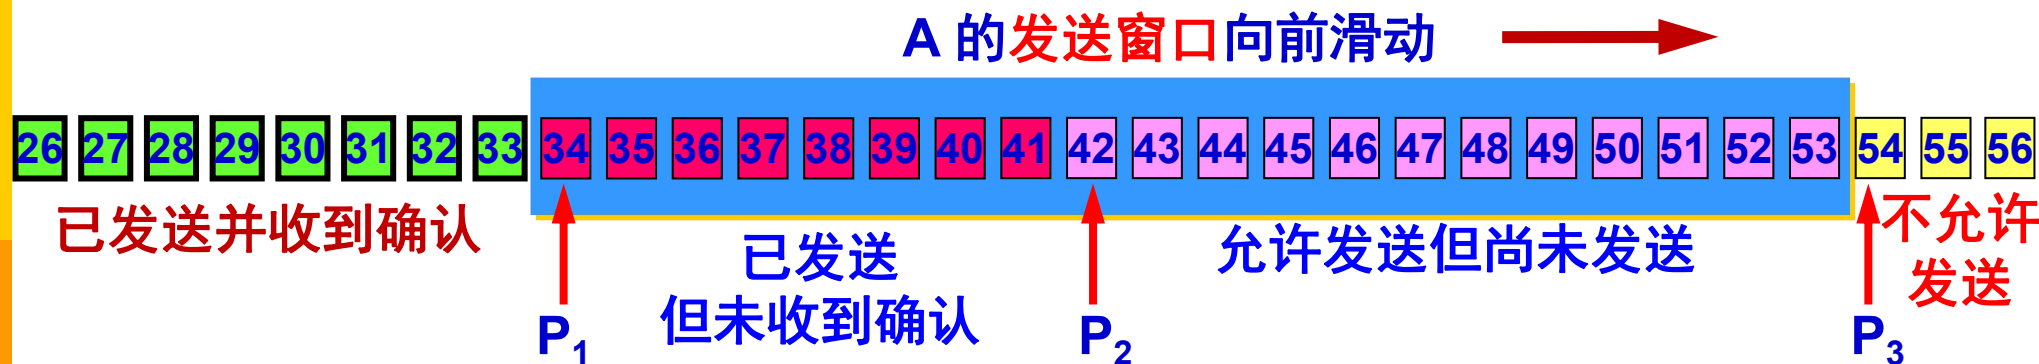 A 的发送窗口向前滑动
26 27 28 29 30 31 32 33 34 35 36 37 38 39 40 41 42 43 44 45 46 47 48 49 50 51 52 53 54 55 56
已发送并收到确认
已发送
但未收到确认
允许发送但尚未发送
不允许
发送
P1
P2
P3